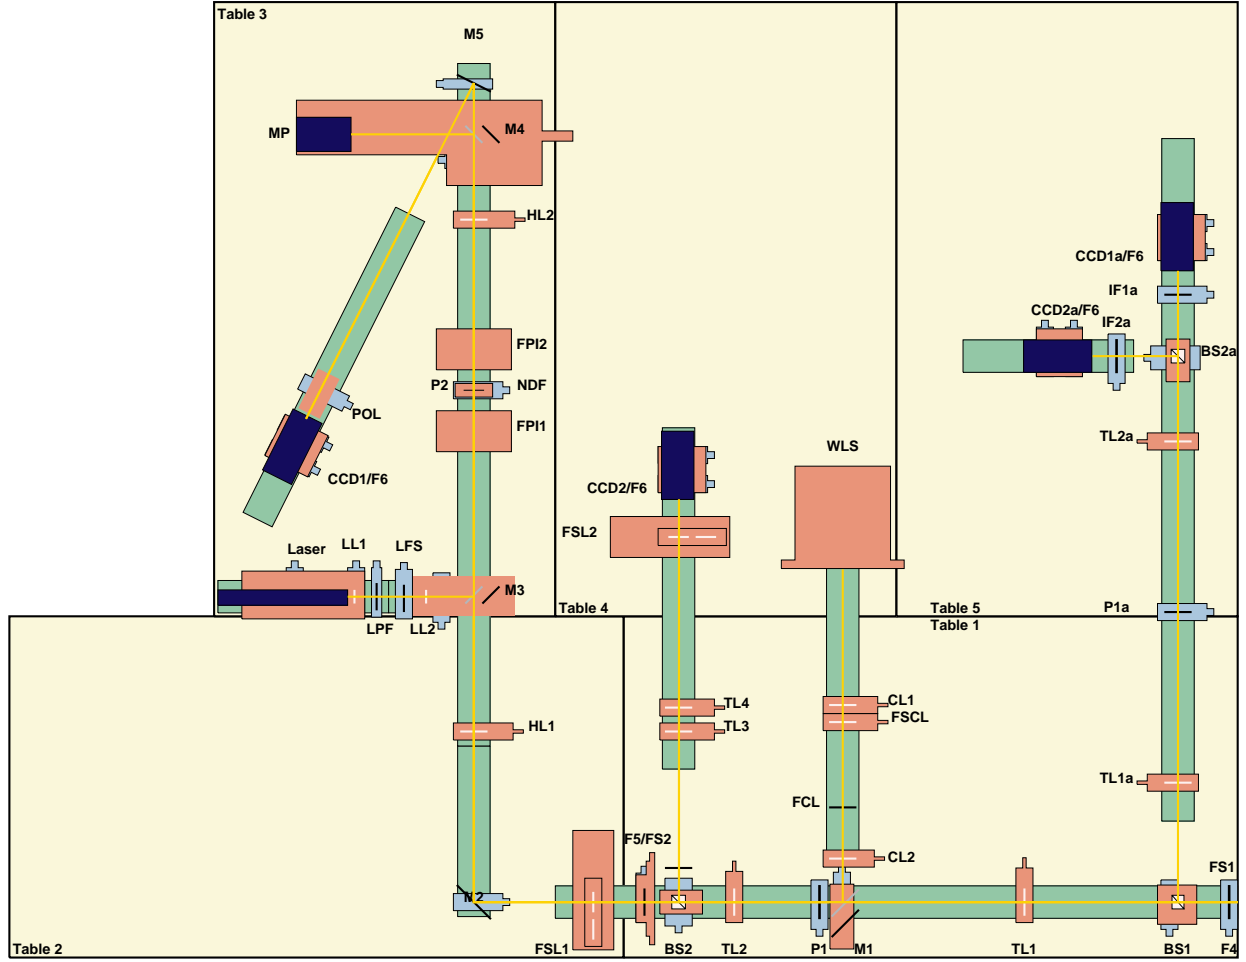 Table 3
M5
MP
M4
HL2
CCD1a/F6
IF1a
CCD2a/F6
IF2a
BS2a
FPI2
P2
NDF
POL
FPI1
TL2a
WLS
CCD1/F6
CCD2/F6
FSL2
Laser
LL1
LFS
M3
LPF
LL2
Table 4
Table 5
P1a
Table 1
HL1
TL4
TL3
CL1
FSCL
TL1a
FCL
F5/FS2
CL2
FS1
M2
Table 2
FSL1
BS2
TL2
P1
M1
TL1
BS1
F4